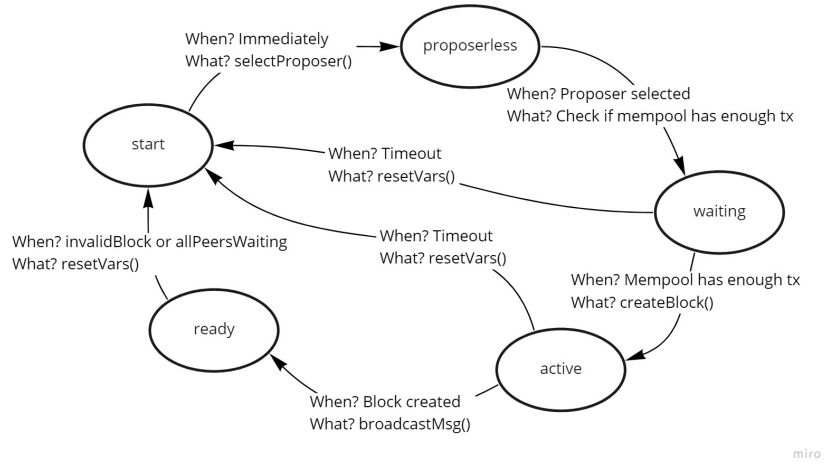 When? Immediately
What? selectProposer()
proposerless
When? Proposer selected
What? Check if mempool has enough tx
start
When? Timeout
What? resetVars()
waiting
When? Timeout
What? resetVars()
When? invalidBlock or allPeersWaiting
What? resetVars()
When? Mempool has enough tx
What? createBlock()
ready
active
When? Block created
What? broadcastMsg()
miro